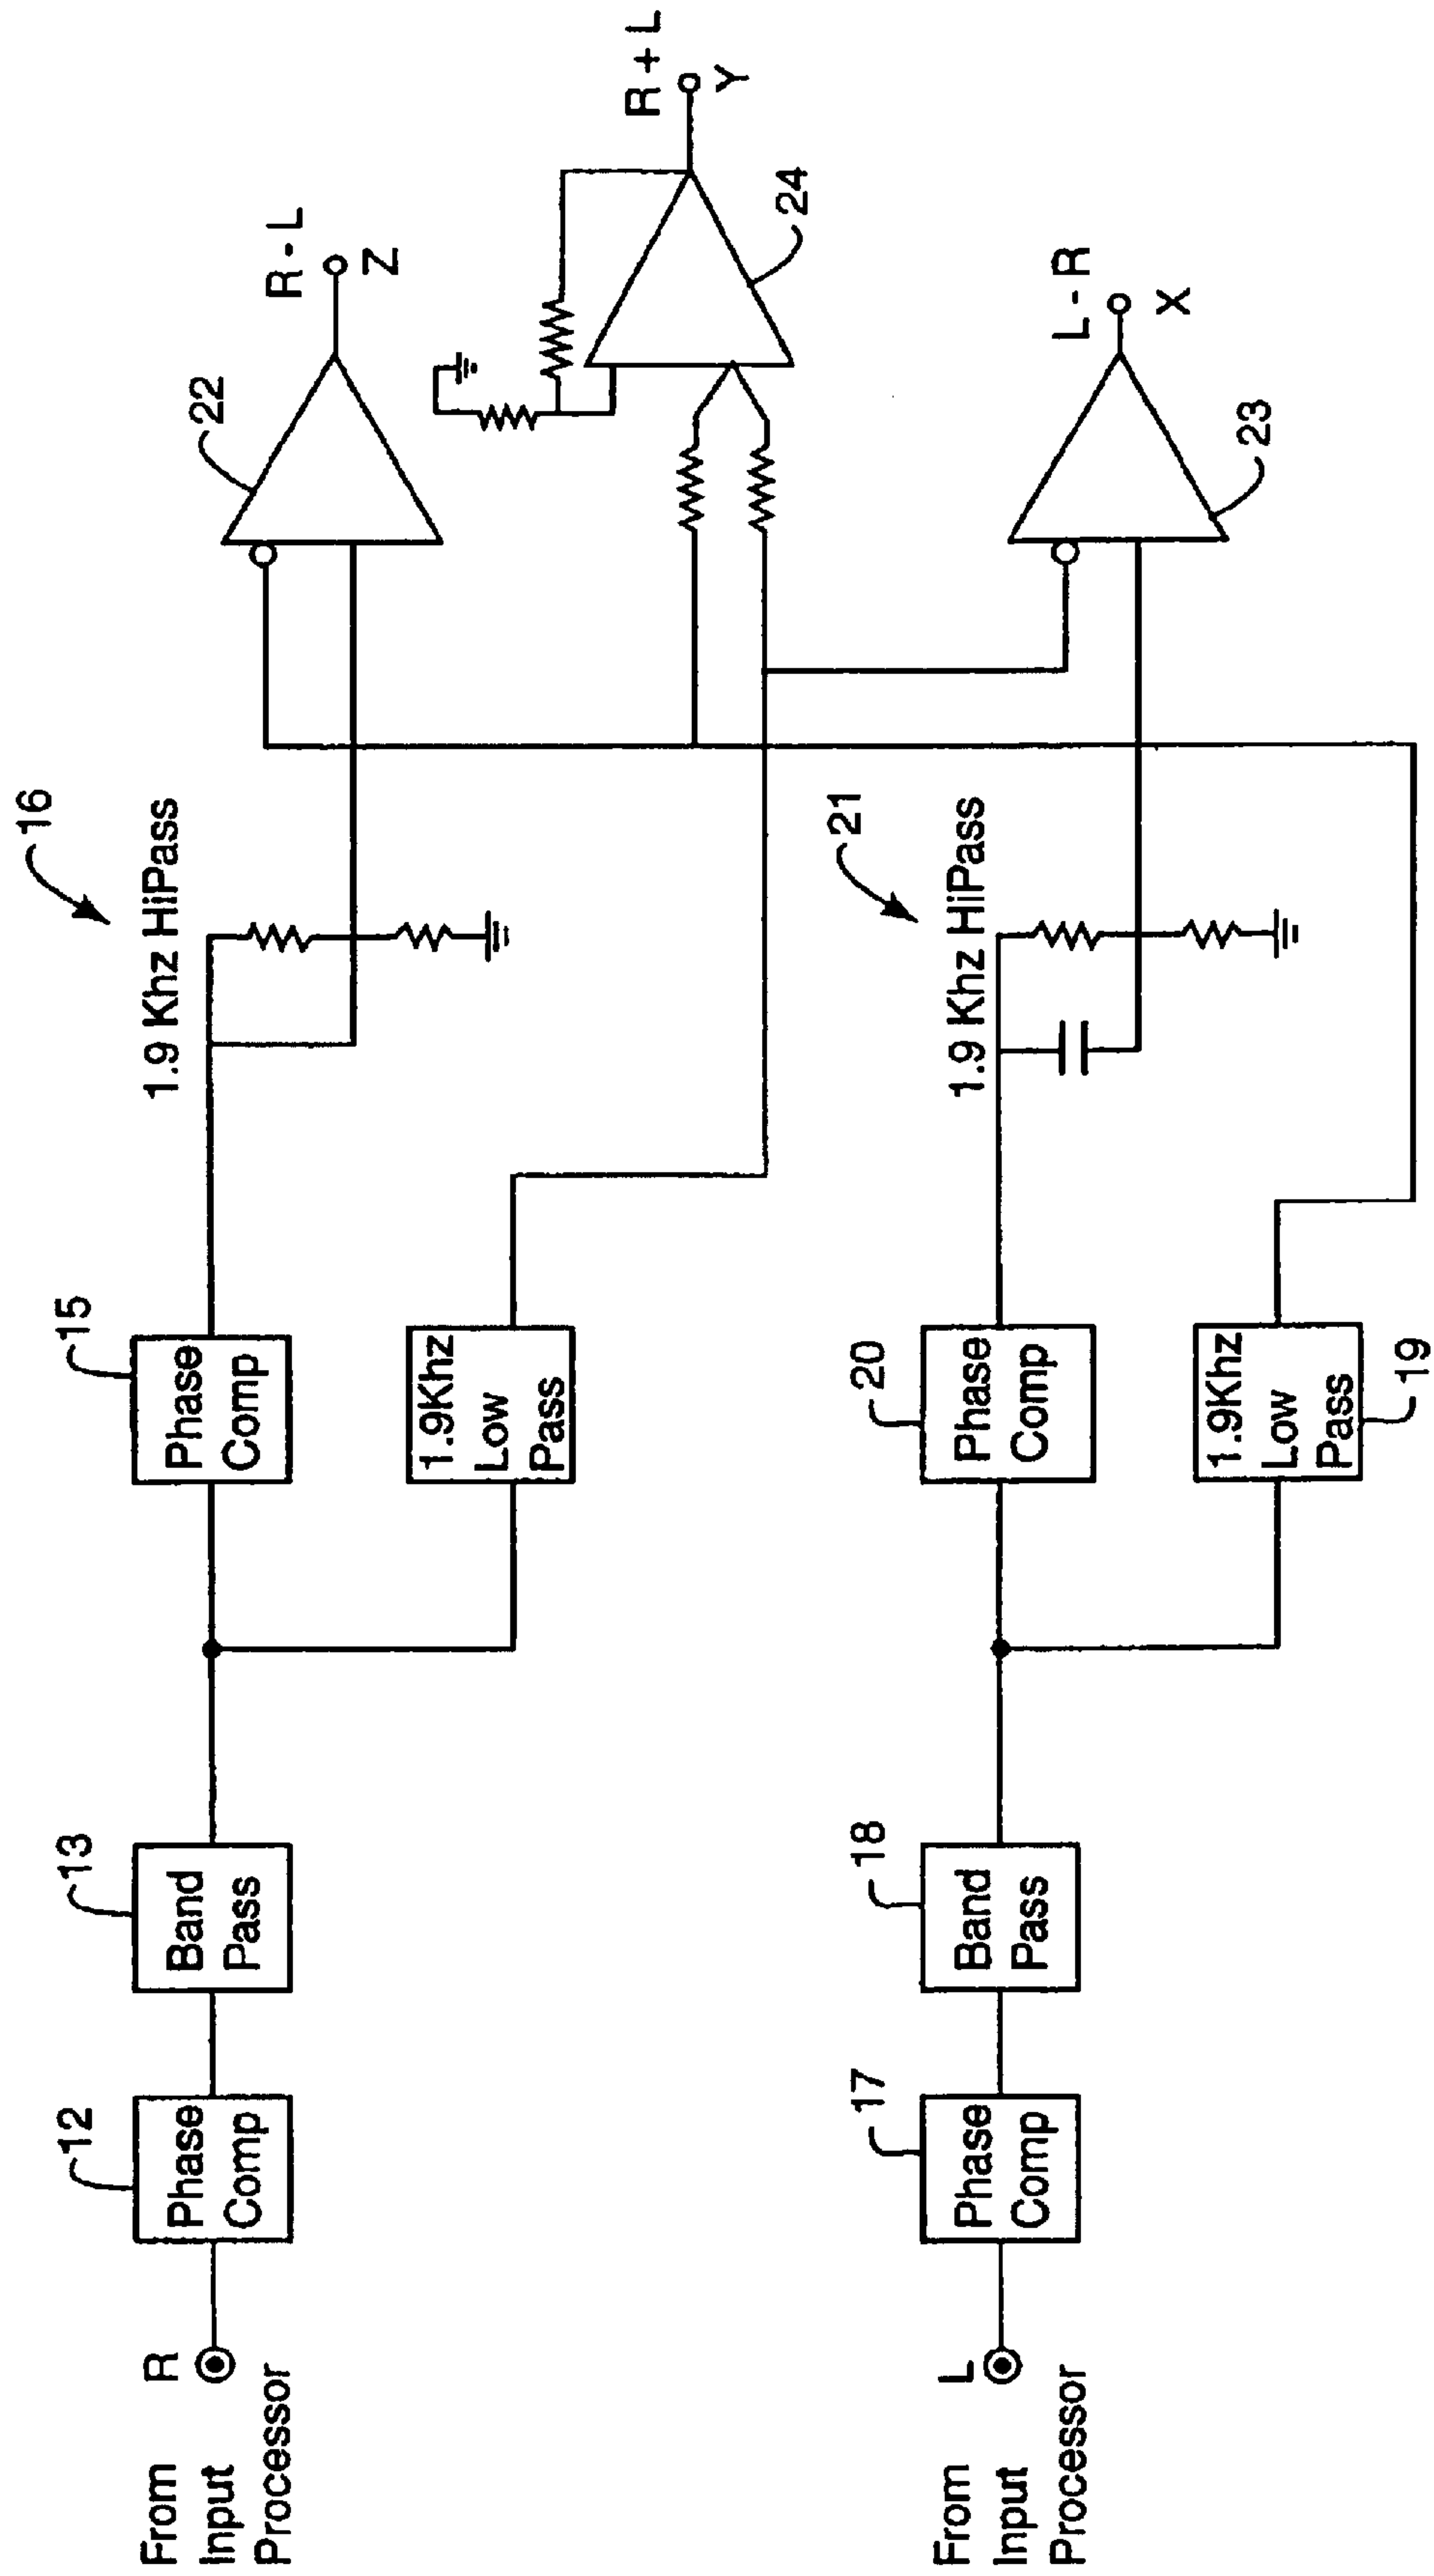 From
Input
Processor
R
12
Phase
Comp
13
Band
Pass
15
Phase
Comp
1.9Khz
Low
Pass
16
1.9 Khz HiPass
22
R - L
Z
R + L
Y
24
From
Input
Processor
L
17
Phase
Comp
18
Band
Pass
20
Phase
Comp
1.9Khz
Low
Pass
19
21
1.9 Khz HiPass
L - R
X
23